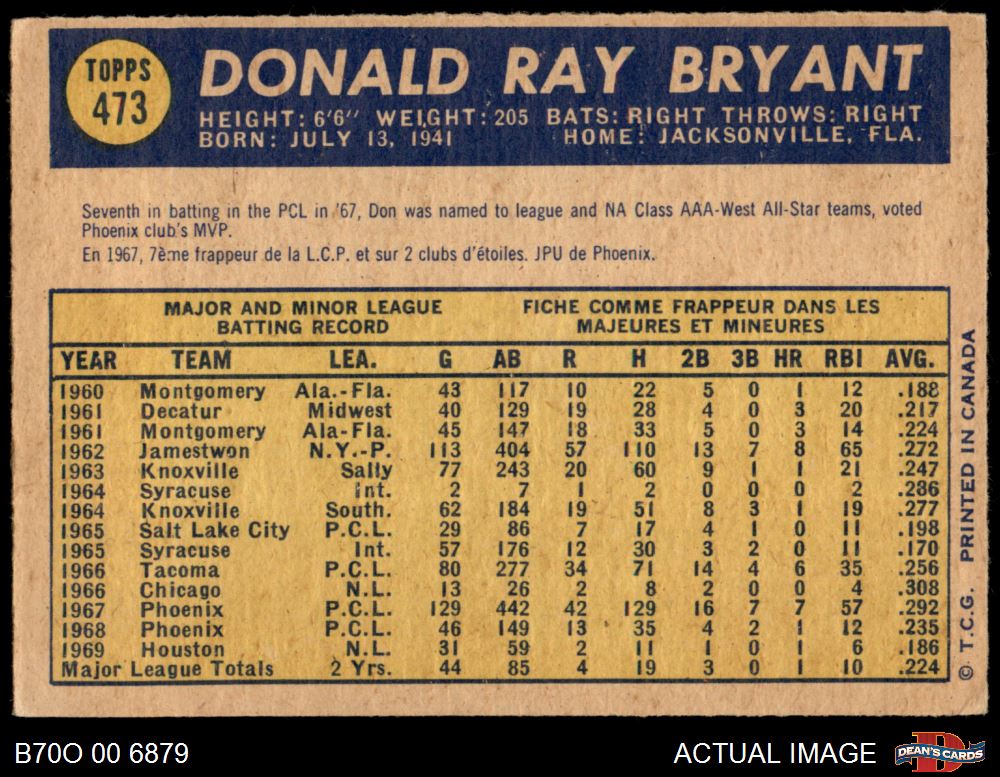 TOPPS
473
DONALD RAY BRYANT
HEIGHT: 6'6" WEIGHT: 205 BATS: RIGHT THROWS: RIGHT
BORN: JULY 13, 1941 HOME: JACKSONVILLE, FLA.
Seventh in batting in the PCL in '67, Don was named to league and NA Class AAA-West All-Star teams, voted
Phoenix club's MVP.
En 1967, 7ème frappeur de la L.C.P. et sur 2 clubs d'étoiles. JPU de Phoenix.
MAJOR AND MINOR LEAGUE FICHE COMME FRAPPEUR DANS LES
BATTING RECORD MAJEURES ET MINEURES
YEAR TEAM LEA. G AB R H 2B 3B HR RBI AVG.
1960 Montgomery Ala.-Fla. 43 117 10 22 5 0 1 12 .188
1961 Decatur Midwest 40 129 19 28 4 0 3 20 .217
1961 Montgomery Ala-Fla. 45 147 18 33 5 0 3 14 .224
1962 Jamestwon N.Y.-P. 113 404 57 110 13 7 8 65 .272
1963 Knoxville Sally 77 243 20 60 9 1 1 21 .247
1964 Syracuse Int. 2 7 1 2 0 0 0 2 .286
1964 Knoxville South. 62 184 19 51 8 3 1 19 .277
1965 Salt Lake City P.C.L. 29 86 7 17 4 1 0 11 .198
1965 Syracuse Int. 57 176 12 30 3 2 0 11 .170
1966 Tacoma P.C.L. 80 277 34 71 14 4 6 35 .256
1966 Chicago N.L. 13 26 2 8 2 0 0 4 .308
1967 Phoenix P.C.L. 129 442 42 129 16 7 7 57 .292
1968 Phoenix P.C.L. 46 149 13 35 4 2 1 12 .235
1969 Houston N.L. 31 59 2 11 1 0 1 6 .186
Major League Totals 2 Yrs. 44 85 4 19 3 0 1 10 .224
© T.C.G. PRINTED IN CANADA
B70O 00 6879 ACTUAL IMAGE DEAN'S CARDS